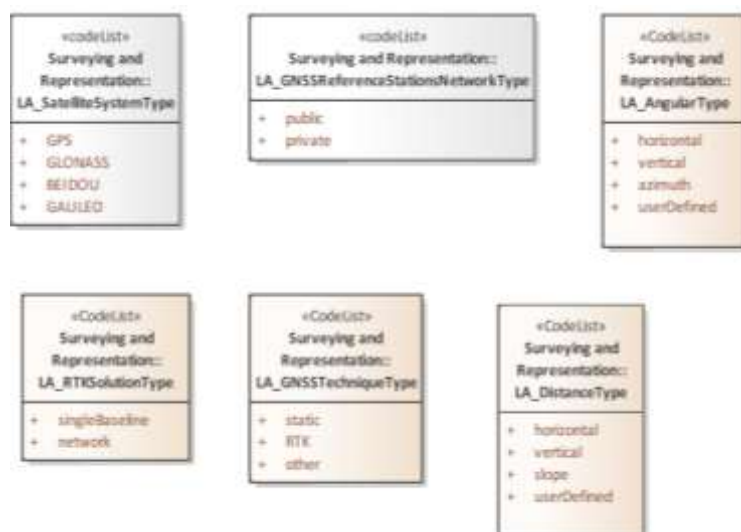 «codeList»
Surveying and
Representation::
LA_SatelliteSystemType
+ GPS
+ GLONASS
+ BEIDOU
+ GALILEO
«codeList»
Surveying and Representation::
LA_GNSSReferenceStationsNetworkType
+ public
+ private
«CodeList»
Surveying and
Representation::
LA_AngularType
+ horizontal
+ vertical
+ azimuth
+ userDefined
«CodeList»
Surveying and
Representation::
LA_RTKSolutionType
+ singleBaseline
+ network
«CodeList»
Surveying and
Representation::
LA_GNSSTechniqueType
+ static
+ RTK
+ other
«CodeList»
Surveying and
Representation::
LA_DistanceType
+ horizontal
+ vertical
+ slope
+ userDefined